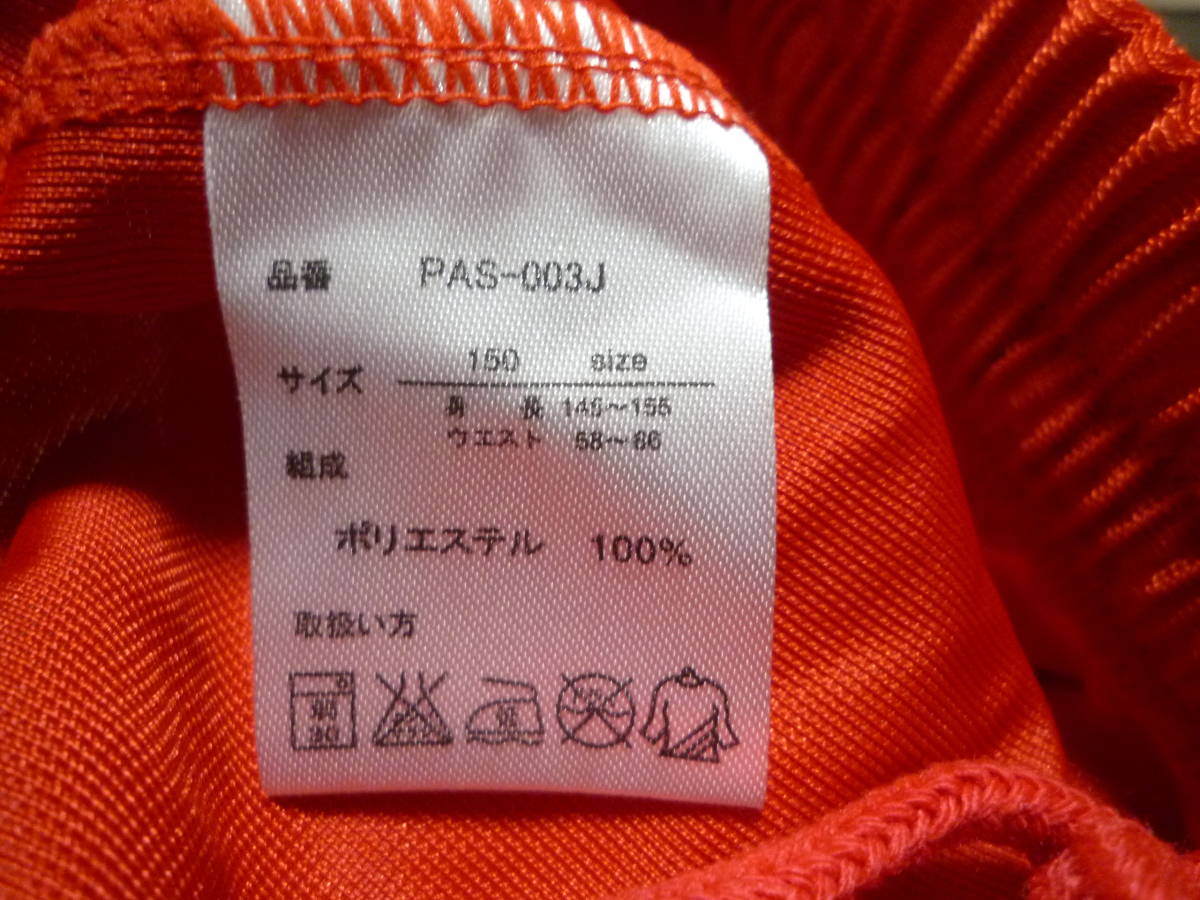 品番 PAS-003J
サイズ 150 size
身 長 145～155
ウエスト 58～66
組成
ポリエステル 100%
取扱い方